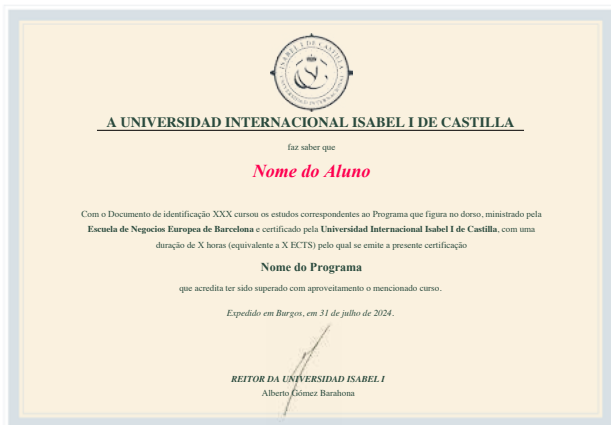 ISABEL I DE CASTILLA
UNIVERSIDAD INTERNACIONAL
A UNIVERSIDAD INTERNACIONAL ISABEL I DE CASTILLA
faz saber que
Nome do Aluno
Com o Documento de identificação XXX cursou os estudos correspondentes ao Programa que figura no dorso, ministrado pela
Escuela de Negocios Europea de Barcelona e certificado pela Universidad Internacional Isabel I de Castilla, com uma
duração de X horas (equivalente a X ECTS) pelo qual se emite a presente certificação
Nome do Programa
que acredita ter sido superado com aproveitamento o mencionado curso.
Expedido em Burgos, em 31 de julho de 2024.
REITOR DA UNIVERSIDAD ISABEL I
Alberto Gómez Barahona